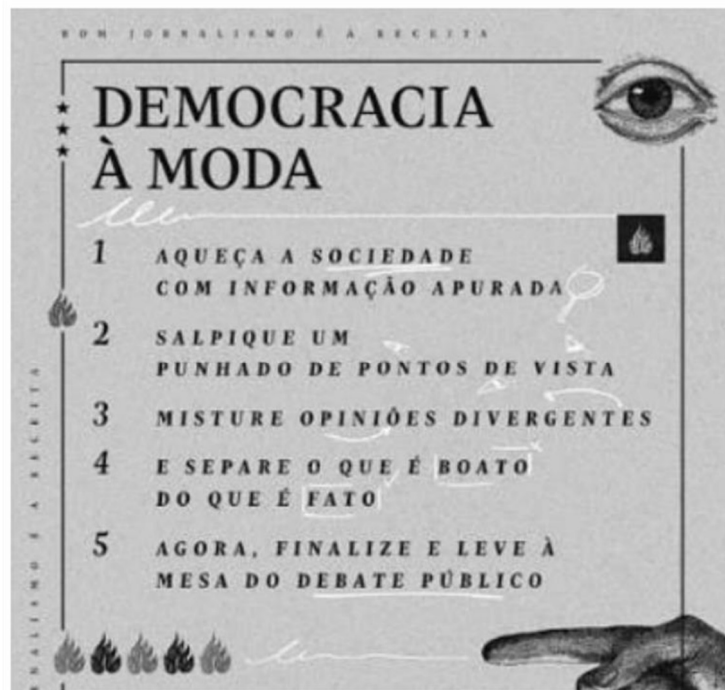 BOM JORNALISMO É A RECEITA
DEMOCRACIA
À MODA
1 AQUEÇA A SOCIEDADE
COM INFORMAÇÃO APURADA
2 SALPIQUE UM
PUNHADO DE PONTOS DE VISTA
3 MISTURE OPINIÕES DIVERGENTES
4 E SEPARE O QUE É BOATO
DO QUE É FATO
5 AGORA, FINALIZE E LEVE À
MESA DO DEBATE PÚBLICO
NALISMO É A RECEITA